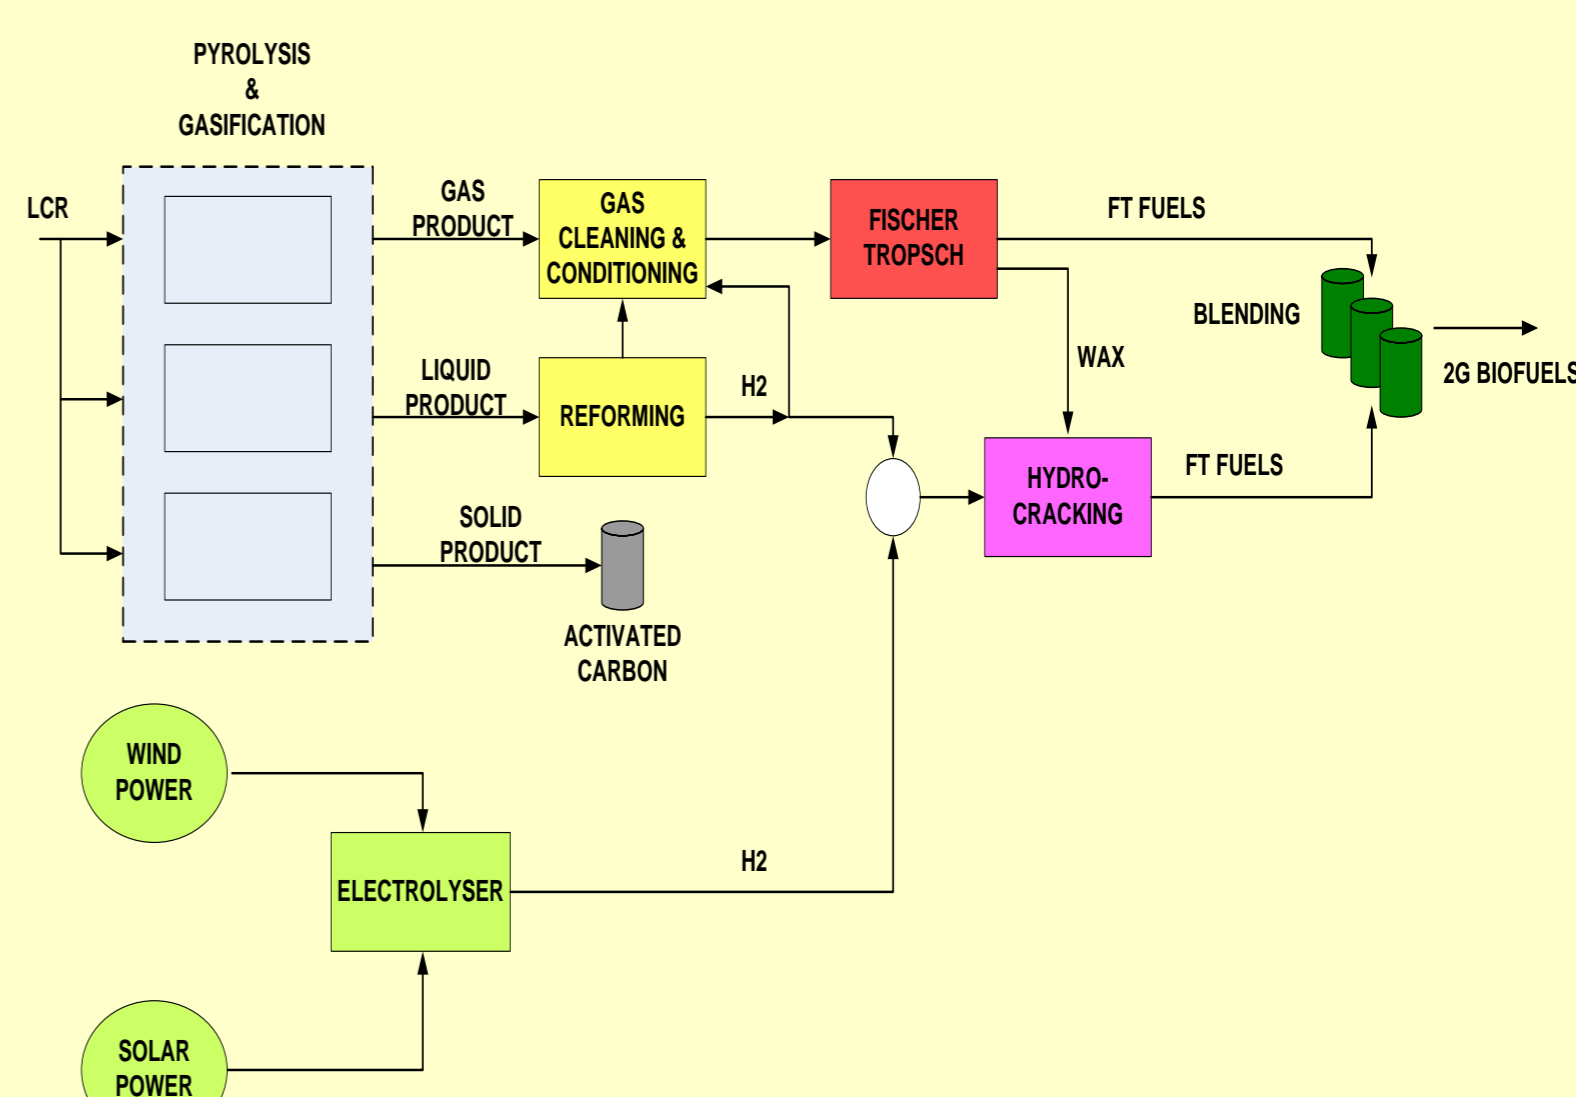 PYROLYSIS
&
GASIFICATION
LCR
GAS
PRODUCT
GAS
CLEANING &
CONDITIONING
FISCHER
TROPSCH
FT FUELS
BLENDING
2G BIOFUELS
WAX
LIQUID
PRODUCT
REFORMING
H2
HYDRO-
CRACKING
FT FUELS
SOLID
PRODUCT
ACTIVATED
CARBON
WIND
POWER
ELECTROLYSER
H2
SOLAR
POWER